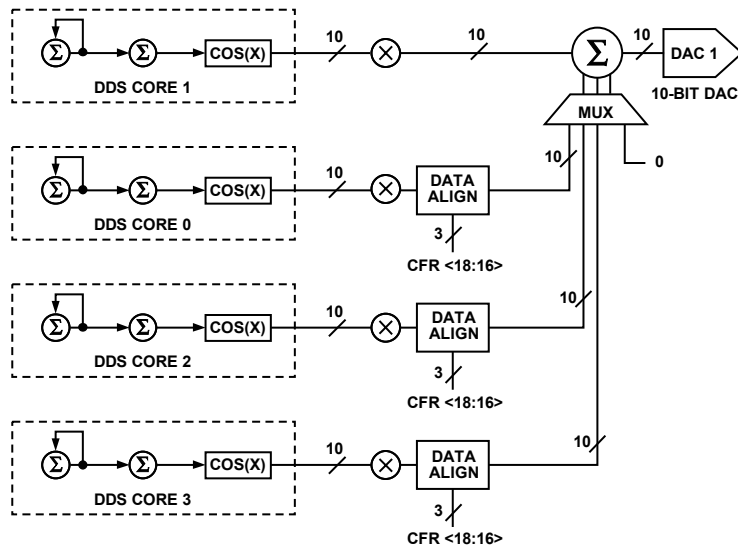 Σ Σ COS(X) 10 10 Σ 10 DAC 1
DDS CORE 1
10-BIT DAC
MUX
10 0
Σ Σ COS(X) 10 DATA
ALIGN
DDS CORE 0
3
CFR <18:16>
10
Σ Σ COS(X) 10 DATA
ALIGN
DDS CORE 2
3
CFR <18:16>
10
Σ Σ COS(X) 10 DATA
ALIGN
DDS CORE 3
3
CFR <18:16>